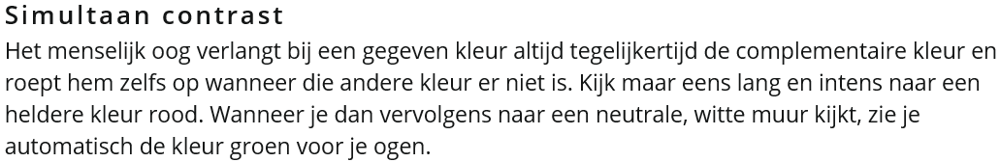 Simultaan contrast
Het menselijk oog verlangt bij een gegeven kleur altijd tegelijkertijd de complementaire kleur en
roept hem zelfs op wanneer die andere kleur er niet is. Kijk maar eens lang en intens naar een
heldere kleur rood. Wanneer je dan vervolgens naar een neutrale, witte muur kijkt, zie je
automatisch de kleur groen voor je ogen.